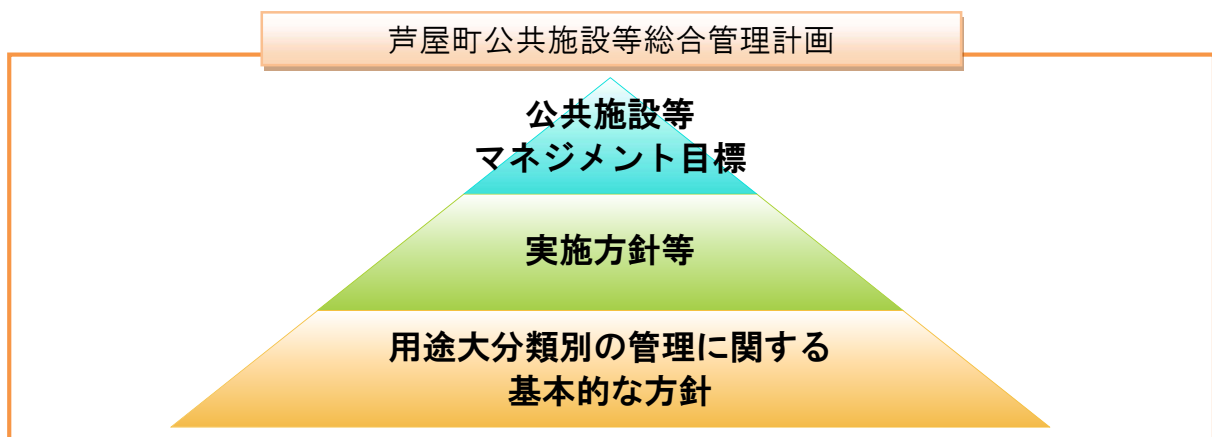 芦屋町公共施設等総合管理計画
公共施設等
マネジメント目標
実施方針等
用途大分類別の管理に関する
基本的な方針